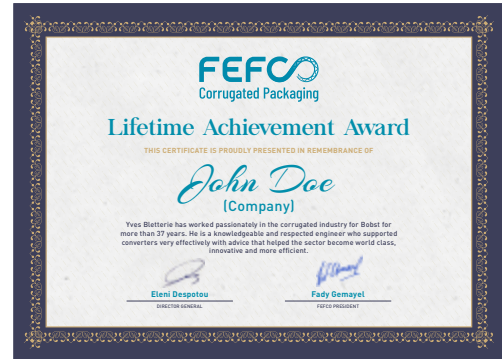 FEFCO
Corrugated Packaging
Lifetime Achievement Award
THIS CERTIFICATE IS PROUDLY PRESENTED IN REMEMBRANCE OF
John Doe
(Company)
Yves Bletterie has worked passionately in the corrugated industry for Bobst for
more than 37 years. He is a knowledgeable and respected engineer who supported
converters very effectively with advice that helped the sector become world class,
innovative and more efficient.
Eleni Despotou
DIRECTOR GENERAL
Fady Gemayel
FEFCO PRESIDENT